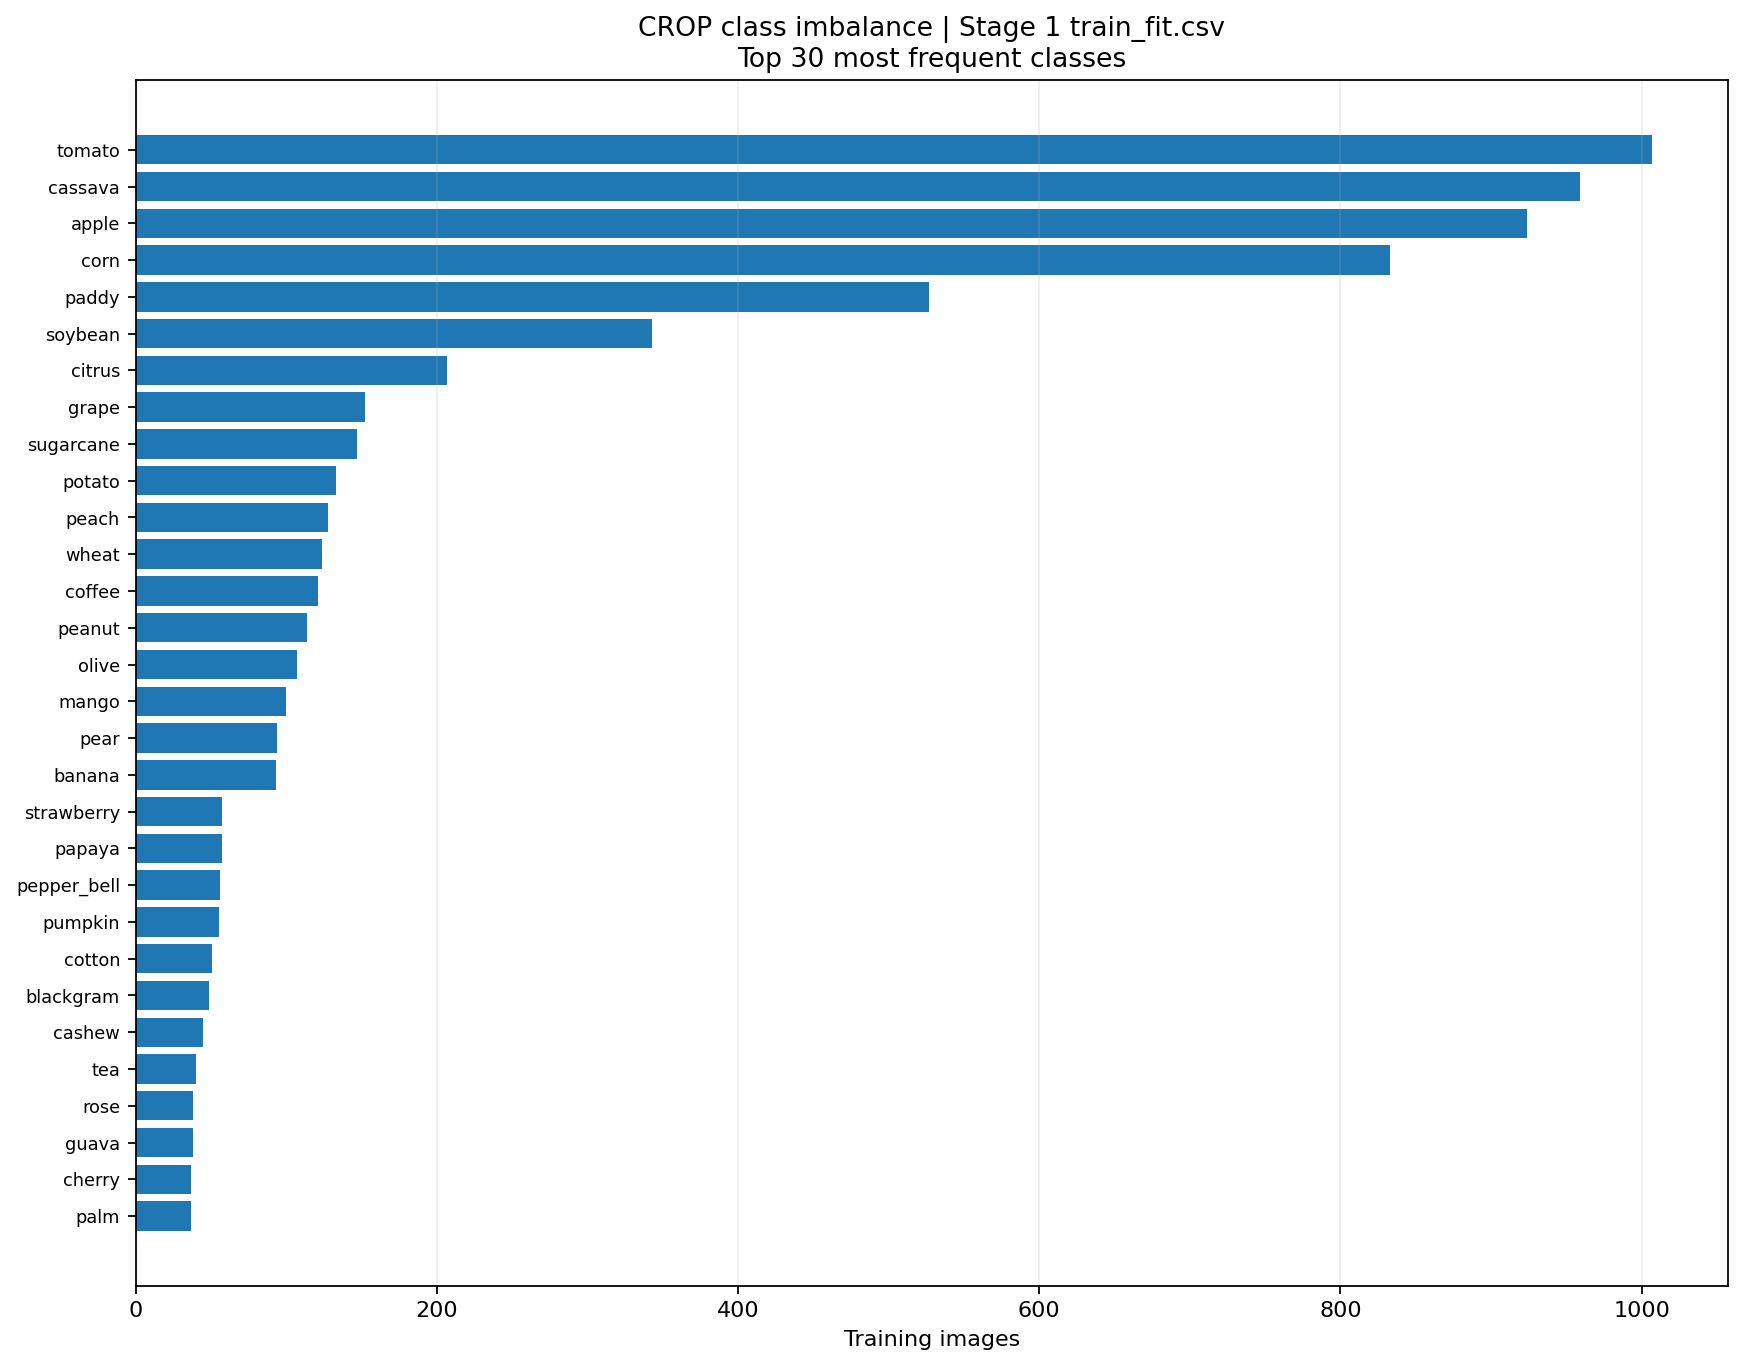 CROP class imbalance | Stage 1 train_fit.csv
Top 30 most frequent classes
tomato
cassava
apple
corn
paddy
soybean
citrus
grape
sugarcane
potato
peach
wheat
coffee
peanut
olive
mango
pear
banana
strawberry
papaya
pepper_bell
pumpkin
cotton
blackgram
cashew
tea
rose
guava
cherry
palm
0 200 400 600 800 1000
Training images